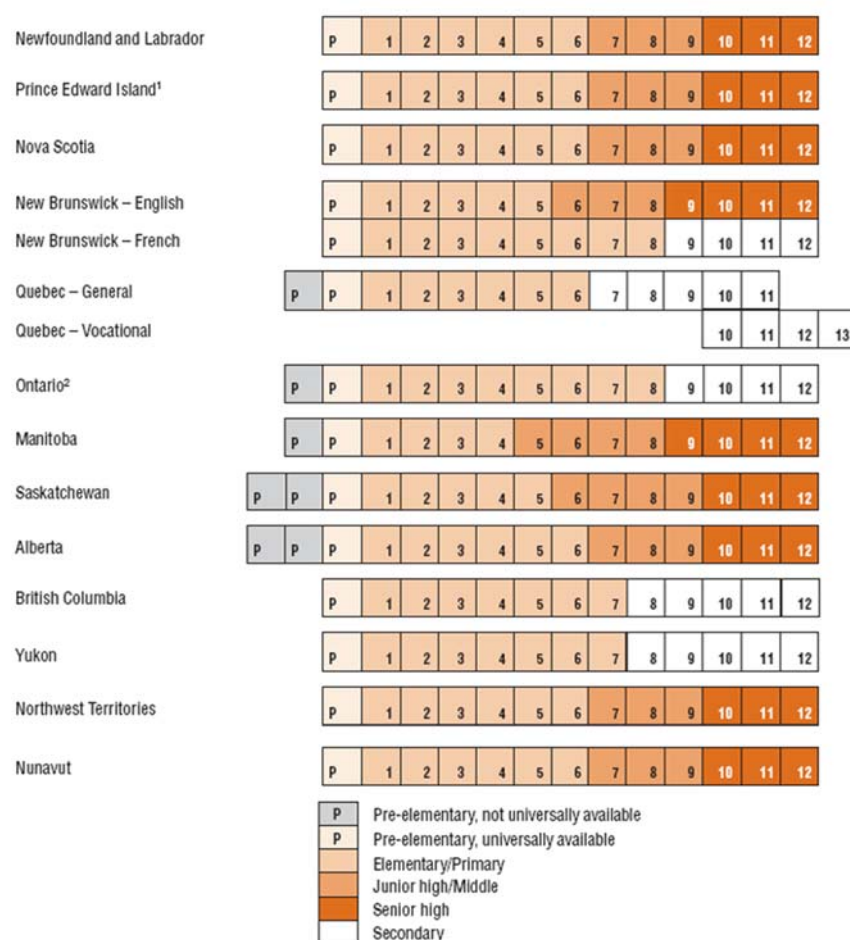 Newfoundland and Labrador P 1 2 3 4 5 6 7 8 9 10 11 12
Prince Edward Island¹ P 1 2 3 4 5 6 7 8 9 10 11 12
Nova Scotia P 1 2 3 4 5 6 7 8 9 10 11 12
New Brunswick – English P 1 2 3 4 5 6 7 8 9 10 11 12
New Brunswick – French P 1 2 3 4 5 6 7 8 9 10 11 12
Quebec – General P P 1 2 3 4 5 6 7 8 9 10 11
Quebec – Vocational 10 11 12 13
Ontario² P P 1 2 3 4 5 6 7 8 9 10 11 12
Manitoba P P 1 2 3 4 5 6 7 8 9 10 11 12
Saskatchewan P P P 1 2 3 4 5 6 7 8 9 10 11 12
Alberta P P P 1 2 3 4 5 6 7 8 9 10 11 12
British Columbia P 1 2 3 4 5 6 7 8 9 10 11 12
Yukon P 1 2 3 4 5 6 7 8 9 10 11 12
Northwest Territories P 1 2 3 4 5 6 7 8 9 10 11 12
Nunavut P 1 2 3 4 5 6 7 8 9 10 11 12
P Pre-elementary, not universally available
P Pre-elementary, universally available
Elementary/Primary
Junior high/Middle
Senior high
Secondary